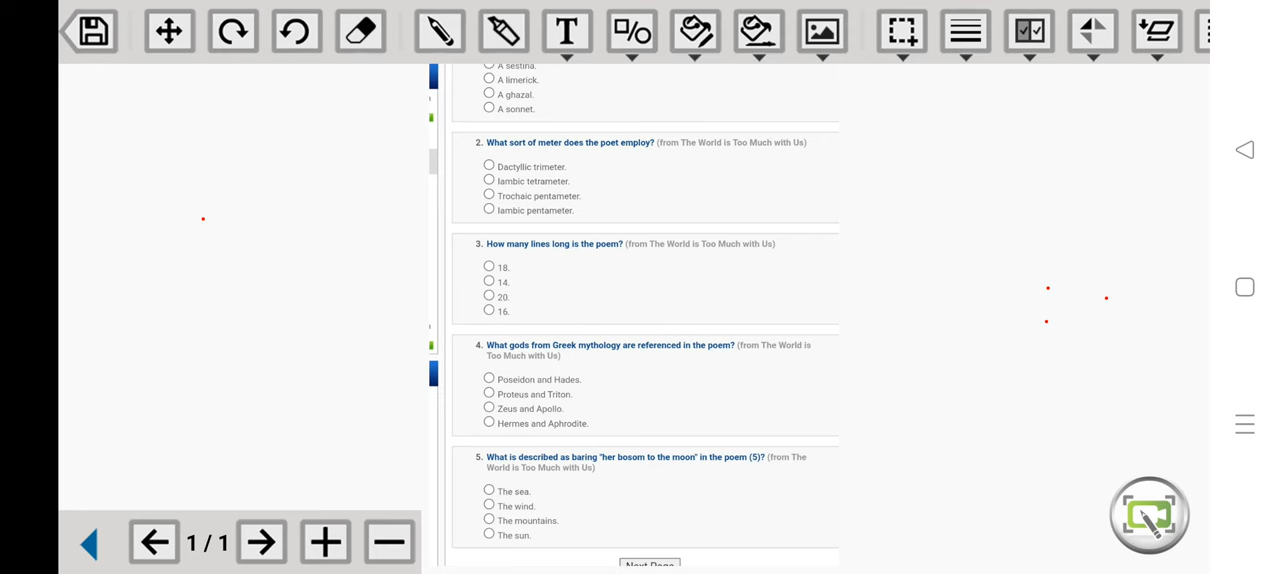 T
A sestina.
A limerick.
A ghazal.
A sonnet.
2. What sort of meter does the poet employ? (from The World is Too Much with Us)
Dactyllic trimeter.
Iambic tetrameter.
Trochaic pentameter.
Iambic pentameter.
3. How many lines long is the poem? (from The World is Too Much with Us)
18.
14.
20.
16.
4. What gods from Greek mythology are referenced in the poem? (from The World is
Too Much with Us)
Poseidon and Hades.
Proteus and Triton.
Zeus and Apollo.
Hermes and Aphrodite.
5. What is described as baring "her bosom to the moon" in the poem (5)? (from The
World is Too Much with Us)
The sea.
The wind.
The mountains.
The sun.
Next Page
1 / 1